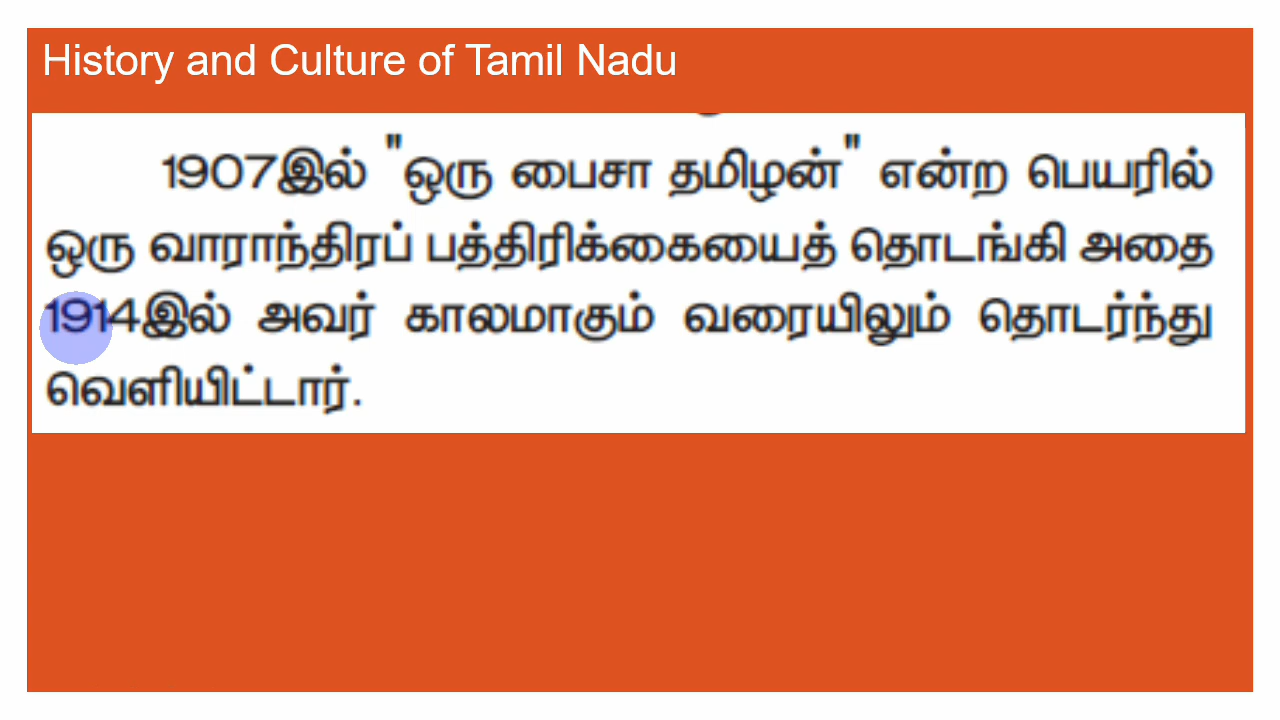 History and Culture of Tamil Nadu
1907இல் "ஒரு பைசா தமிழன்" என்ற பெயரில்
ஒரு வாராந்திரப் பத்திரிக்கையைத் தொடங்கி அதை
1914இல் அவர் காலமாகும் வரையிலும் தொடர்ந்து
வெளியிட்டார்.